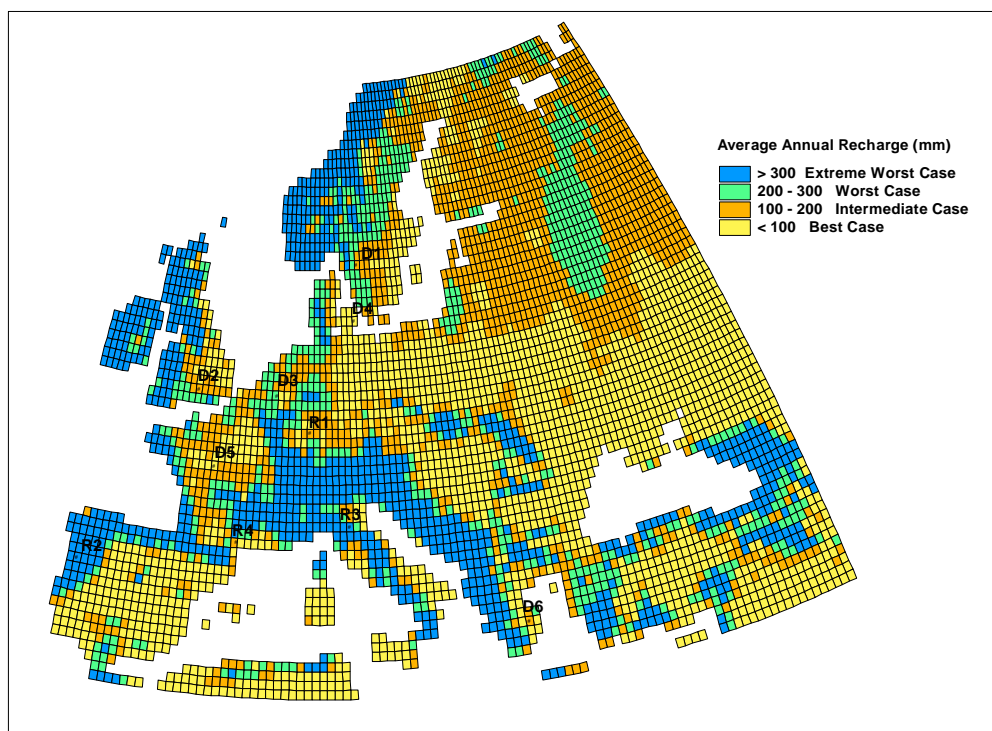 Average Annual Recharge (mm)
> 300 Extreme Worst Case
200 - 300 Worst Case
100 - 200 Intermediate Case
< 100 Best Case
D1
D4
D2
D3
R1
D5
R3
R4
R2
D6